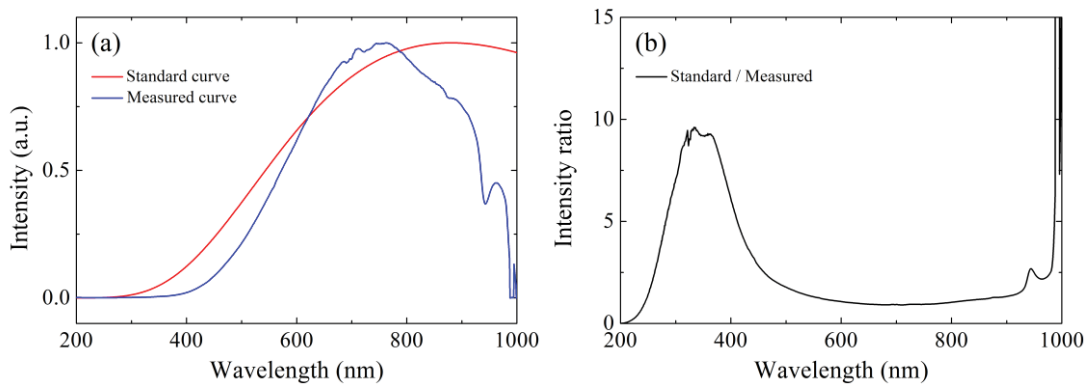 (a)
Standard curve
Measured curve
1.0
0.5
0.0
Intensity (a.u.)
200 400 600 800 1000
Wavelength (nm)
(b)
Standard / Measured
15
10
5
0
Intensity ratio
200 400 600 800 1000
Wavelength (nm)